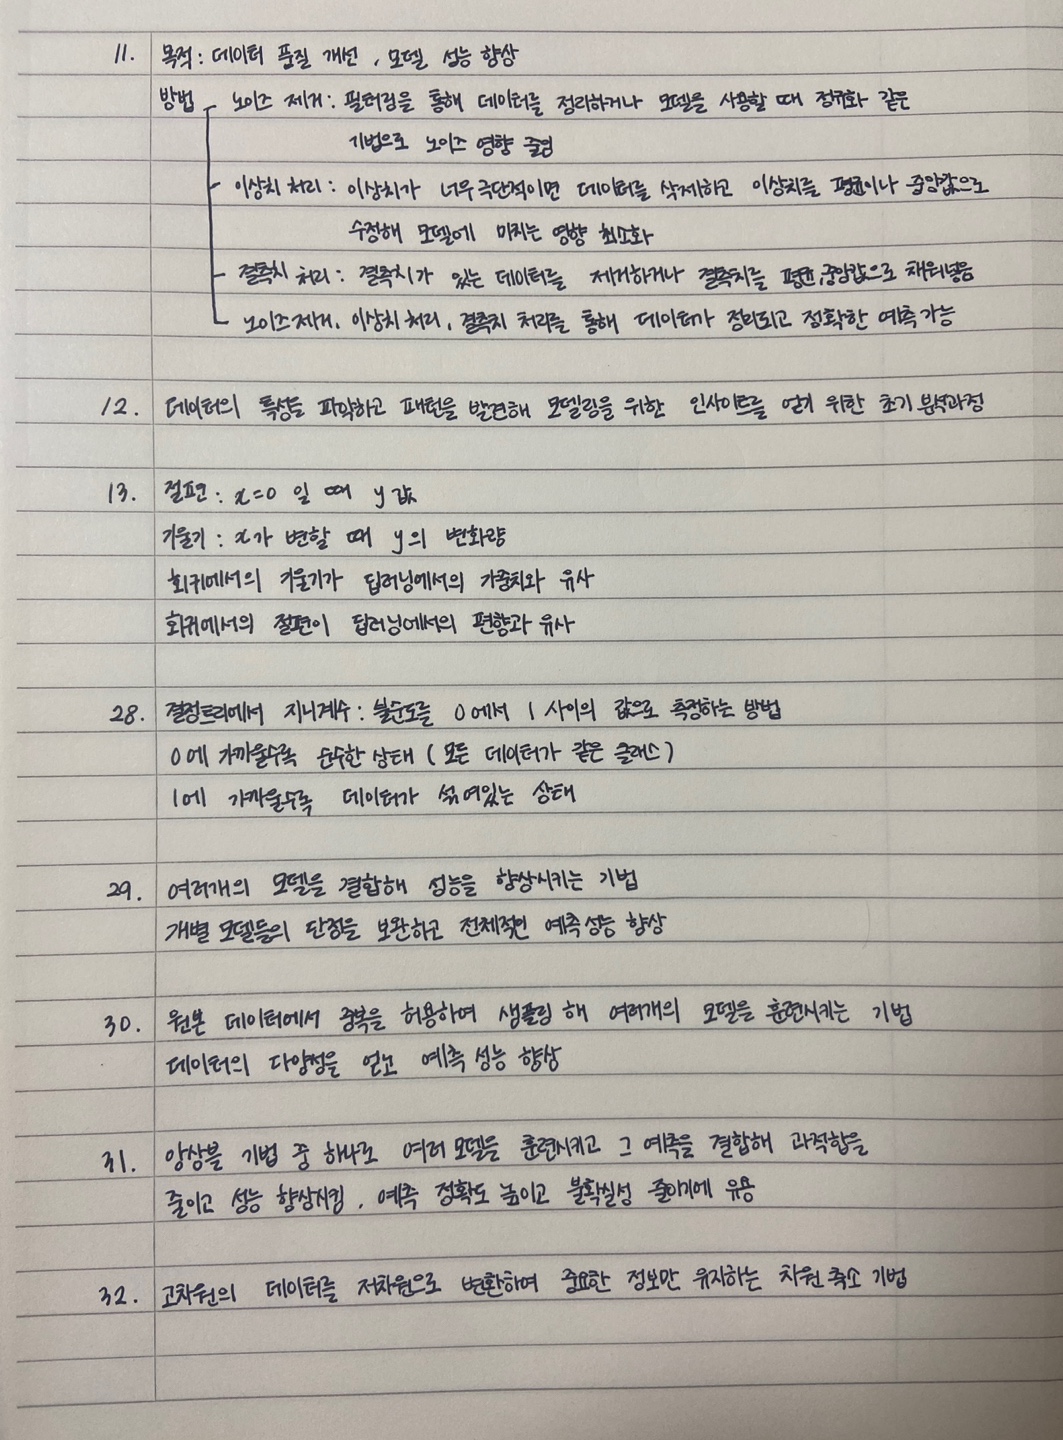 11. 목적 : 데이터 품질 개선 , 모델 성능 향상
방법 노이즈 제거 : 필터링을 통해 데이터를 정리하거나 모델을 사용할 때 정규화 같은
기법으로 노이즈 영향 줄임
이상치 처리 : 이상치가 너무 극단적이면 데이터를 삭제하고 이상치를 평균이나 중앙값으로
수정해 모델에 미치는 영향 최소화
결측치 처리 : 결측치가 있는 데이터를 제거하거나 결측치를 평균,중앙값으로 채워넣음
노이즈제거, 이상치 처리, 결측치 처리를 통해 데이터가 정리되고 정확한 예측 가능
12. 데이터의 특성을 파악하고 패턴을 발견해 모델링을 위한 인사이트를 얻기 위한 초기 분석과정
13. 절편 : x=0 일 때 y 값
기울기 : x가 변할 때 y의 변화량
회귀에서의 기울기가 딥러닝에서의 가중치와 유사
회귀에서의 절편이 딥러닝에서의 편향과 유사
28. 결정트리에서 지니계수 : 불순도를 0에서 1 사이의 값으로 측정하는 방법
0에 가까울수록 순수한 상태 ( 모든 데이터가 같은 클래스 )
1에 가까울수록 데이터가 섞여있는 상태
29. 여러개의 모델을 결합해 성능을 향상시키는 기법
개별 모델들의 단점을 보완하고 전체적인 예측성능 향상
30. 원본 데이터에서 중복을 허용하여 샘플링 해 여러개의 모델을 훈련시키는 기법
데이터의 다양성을 얻고 예측 성능 향상
31. 앙상블 기법 중 하나로 여러 모델을 훈련시키고 그 예측을 결합해 과적합을
줄이고 성능 향상시킴 , 예측 정확도 높이고 불확실성 줄이기에 유용
32. 고차원의 데이터를 저차원으로 변환하여 중요한 정보만 유지하는 차원 축소 기법